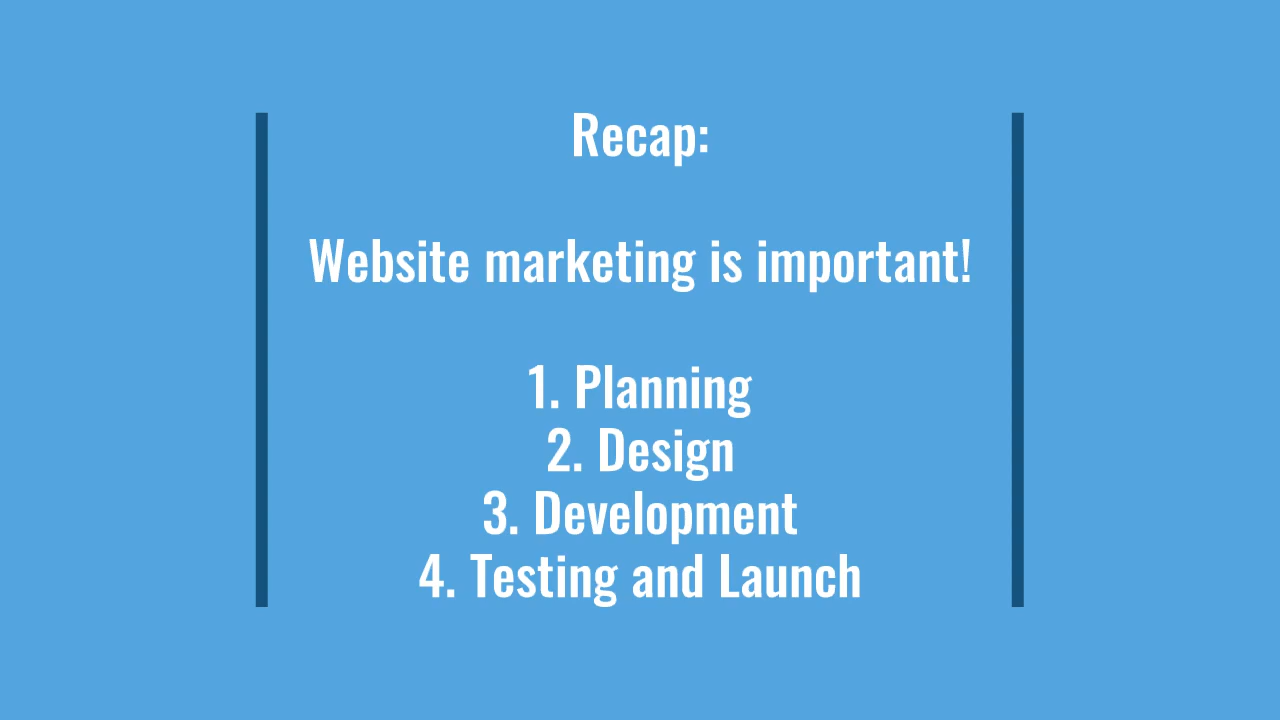 Recap:
Website marketing is important!
1. Planning
2. Design
3. Development
4. Testing and Launch